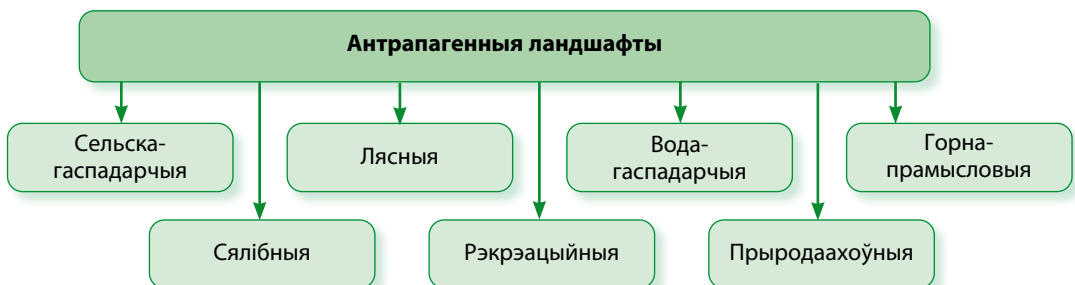 Антрапагенныя ландшафты
Сельска-
гаспадарчыя
Лясныя
Вода-
гаспадарчыя
Горна-
прамысловыя
Сялібныя
Рэкрэацыйныя
Прыродаахоўныя